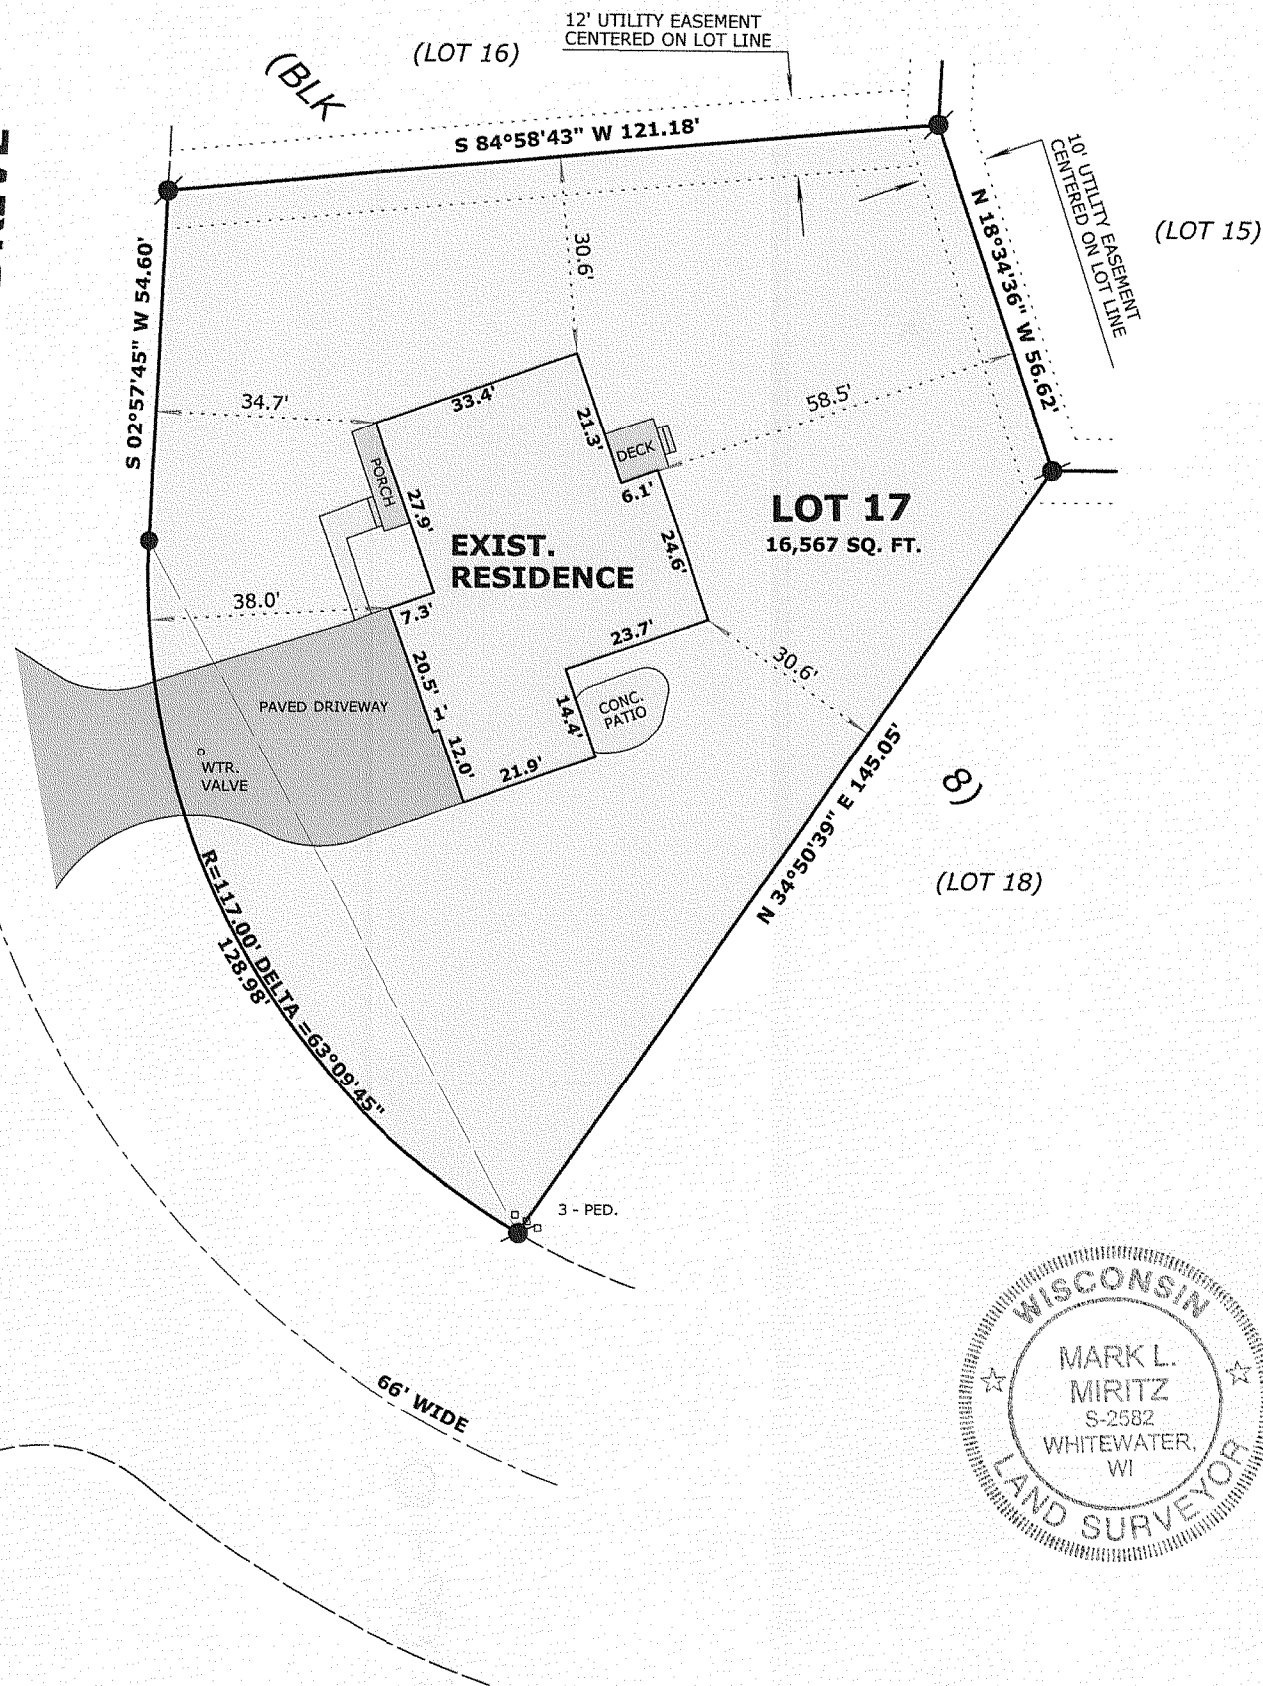 12' UTILITY EASEMENT
CENTERED ON LOT LINE
(LOT 16)
(BLK
S 84°58'43" W 121.18'
10' UTILITY EASEMENT
CENTERED ON LOT LINE
(LOT 15)
N 18°34'36" W 56.62'
S 02°57'45" W 54.60'
30.6'
34.7'
33.4'
21.3'
58.5'
DECK
6.1'
PORCH
27.9'
LOT 17
16,567 SQ. FT.
EXIST.
RESIDENCE
24.6'
38.0'
7.3'
23.7'
30.6'
20.5'
1'
PAVED DRIVEWAY
14.4'
CONC.
PATIO
12.0'
21.9'
WTR.
VALVE
N 34°50'39" E 145.05'
8)
(LOT 18)
R=117.00' DELTA =63°09'45"
128.98'
3 - PED.
66' WIDE
WISCONSIN
MARK L.
MIRITZ
S-2582
WHITEWATER,
WI
LAND SURVEYOR